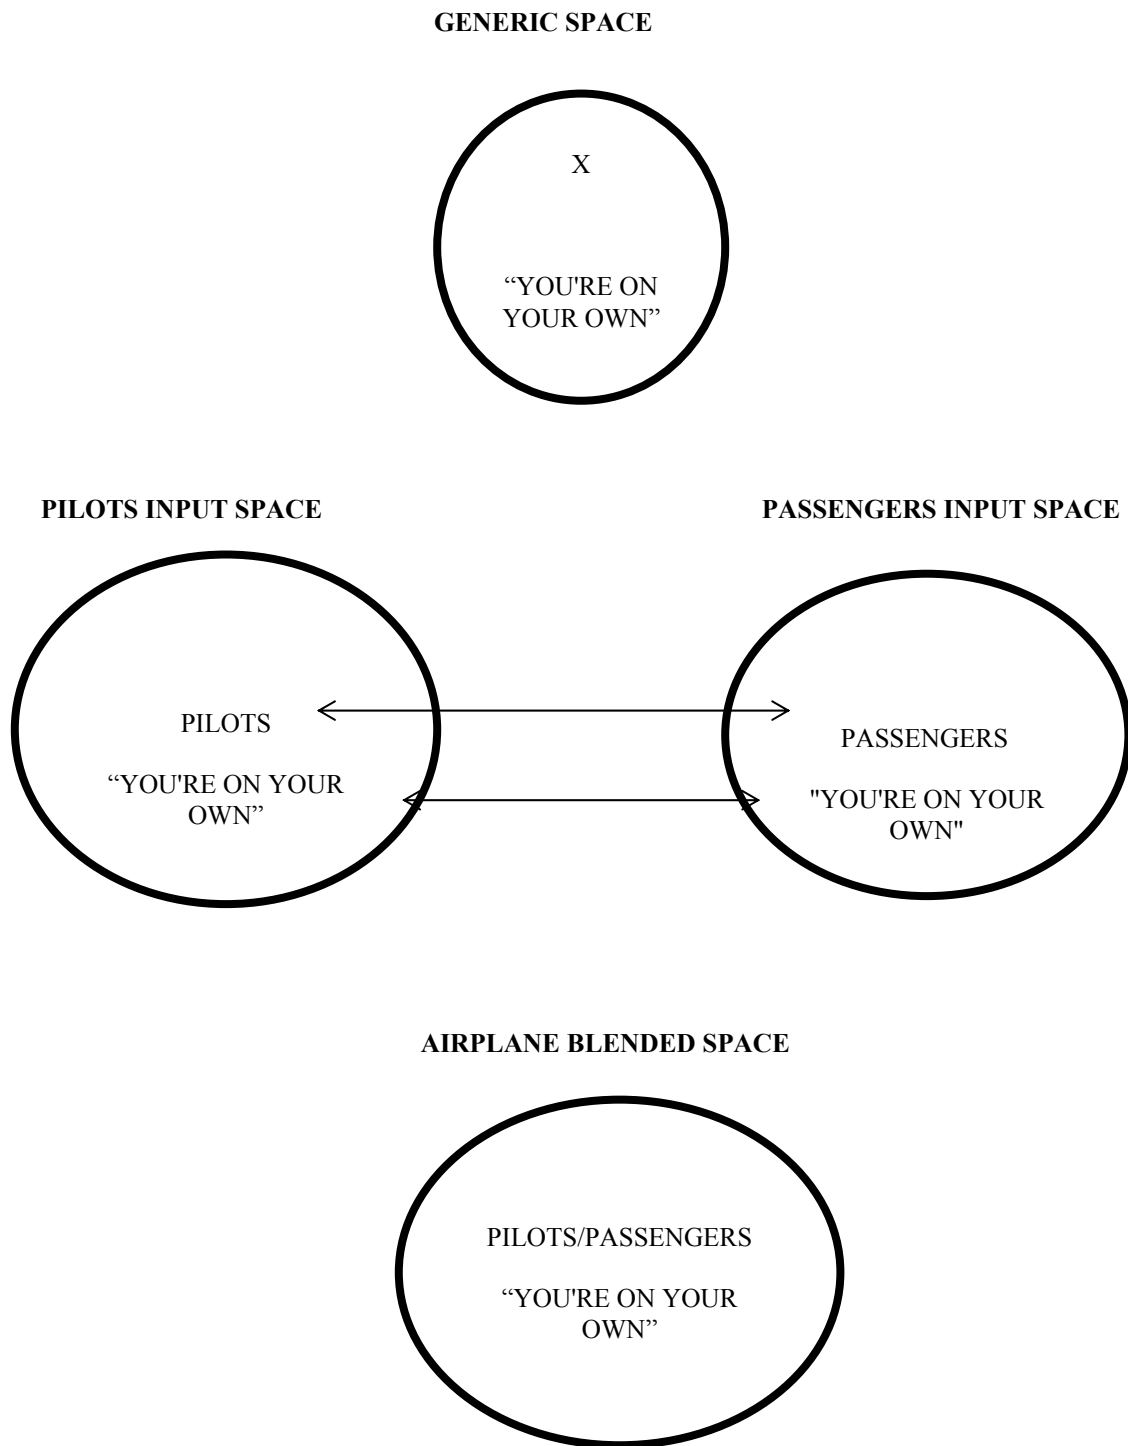 GENERIC SPACE
X
“YOU'RE ON
YOUR OWN”
PILOTS INPUT SPACE
PASSENGERS INPUT SPACE
PILOTS
“YOU'RE ON YOUR
OWN”
PASSENGERS
"YOU'RE ON YOUR
OWN"
AIRPLANE BLENDED SPACE
PILOTS/PASSENGERS
“YOU'RE ON YOUR
OWN”